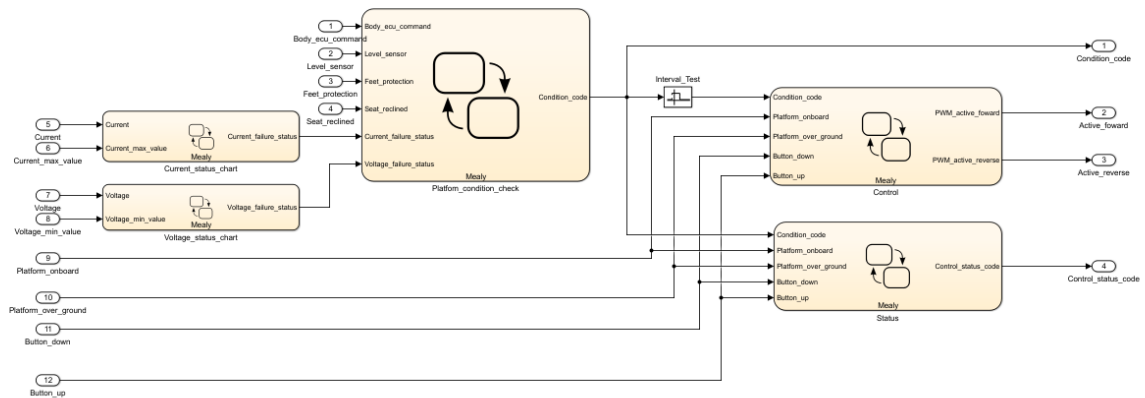 1
Body_ecu_command
2
Level_sensor
3
Feet_protection
4
Seat_reclined
Body_ecu_command
Level_sensor
Feet_protection
Seat_reclined
Current_failure_status
Voltage_failure_status
Condition_code
Mealy
Platfom_condition_check
5
Current
6
Current_max_value
Current
Current_max_value
Current_failure_status
Mealy
Current_status_chart
7
Voltage
8
Voltage_min_value
Voltage
Voltage_min_value
Voltage_failure_status
Mealy
Voltage_status_chart
9
Platform_onboard
10
Platform_over_ground
11
Button_down
12
Button_up
Interval_Test
Condition_code
Platform_onboard
Platform_over_ground
Button_down
Button_up
PWM_active_foward
PWM_active_reverse
Mealy
Control
Condition_code
Platform_onboard
Platform_over_ground
Button_down
Button_up
Control_status_code
Mealy
Status
1
Condition_code
2
Active_foward
3
Active_reverse
4
Control_status_code